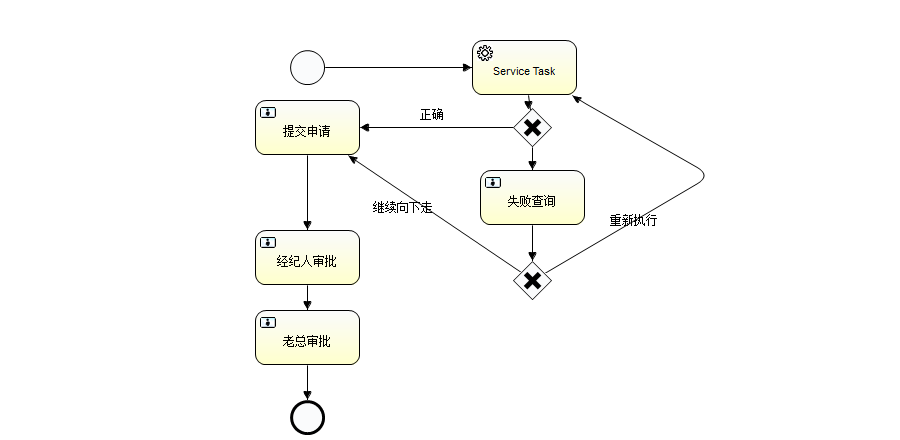 Service Task
正确
提交申请
失败查询
继续向下走
重新执行
经纪人审批
老总审批